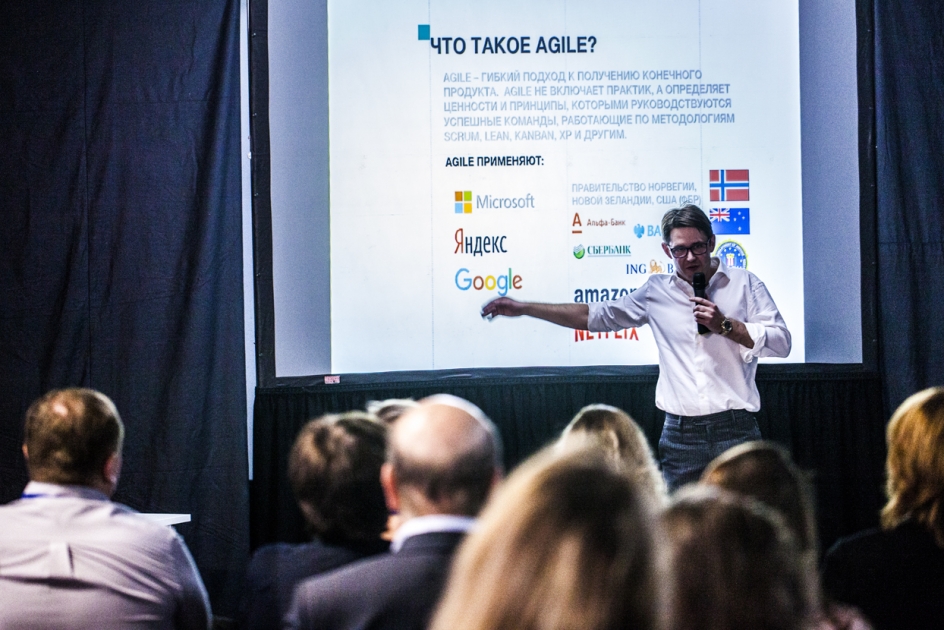 ЧТО ТАКОЕ AGILE?
AGILE – ГИБКИЙ ПОДХОД К ПОЛУЧЕНИЮ КОНЕЧНОГО
ПРОДУКТА. AGILE НЕ ВКЛЮЧАЕТ ПРАКТИК, А ОПРЕДЕЛЯЕТ
ЦЕННОСТИ И ПРИНЦИПЫ, КОТОРЫМИ РУКОВОДСТВУЮТСЯ
УСПЕШНЫЕ КОМАНДЫ, РАБОТАЮЩИЕ ПО МЕТОДОЛОГИЯМ
SCRUM, LEAN, KANBAN, XP И ДРУГИМ.
AGILE ПРИМЕНЯЮТ:
Microsoft
Яндекс
Google
ПРАВИТЕЛЬСТВО НОРВЕГИИ,
НОВОЙ ЗЕЛАНДИИ, США (ФБР)
А Альфа-Банк
BA
СБЕРБАНК
ING B
amazon
NETFLIX